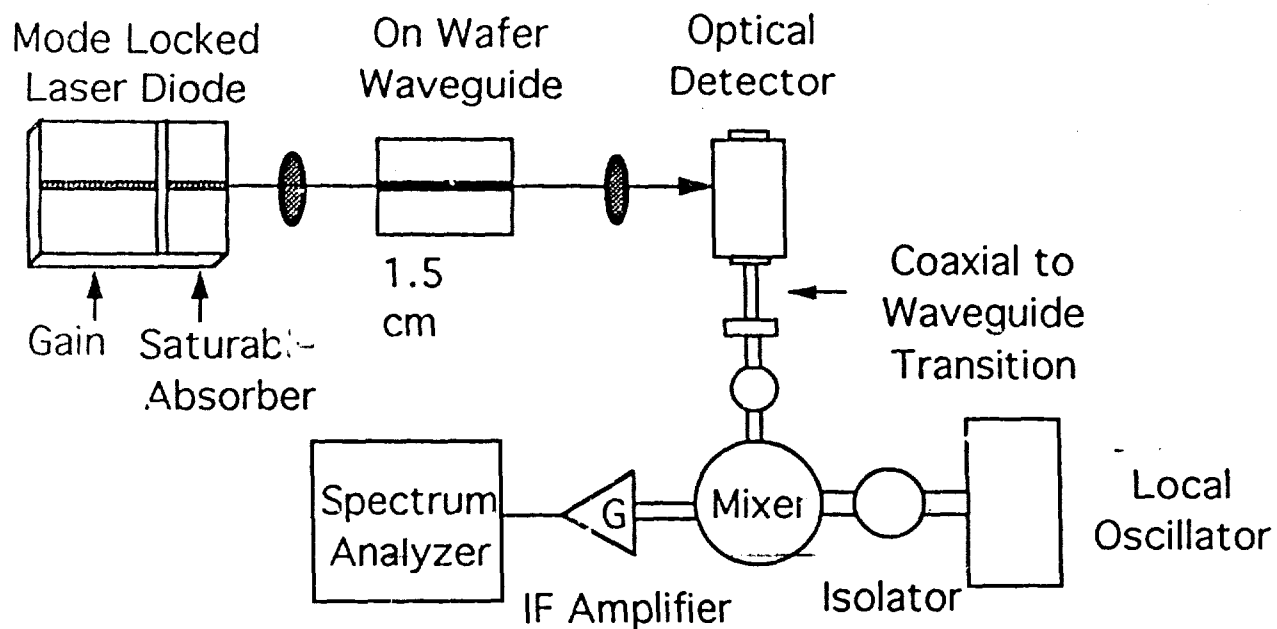 Mode Locked
Laser Diode
On Wafer
Waveguide
Optical
Detector
1.5
cm
Gain
Absorber
Coaxial to
Waveguide
Transition
Spectrum
Analyzer
G
Mixer
Local
Oscillator
IF Amplifier
Isolator